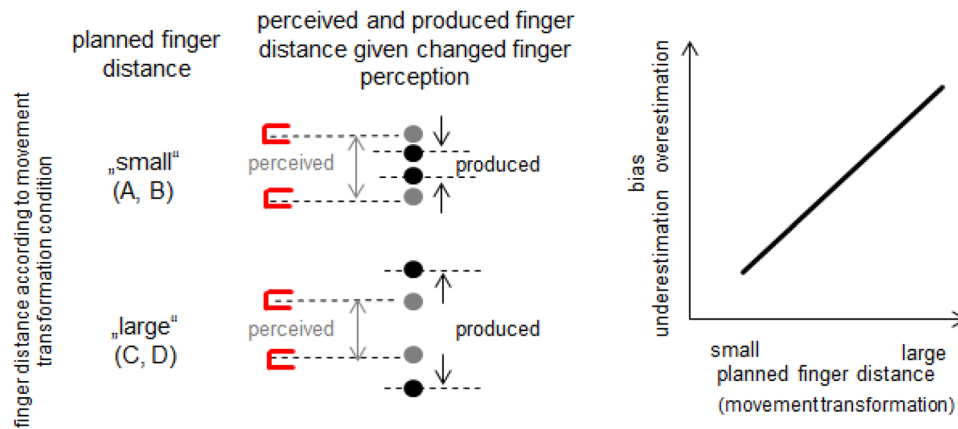 planned finger
distance
perceived and produced finger
distance given changed finger
perception
finger distance according to movement
transformation condition
„small“
(A, B)
perceived
produced
„large“
(C, D)
perceived
produced
bias
underestimation overestimation
small
large
planned finger distance
(movement transformation)